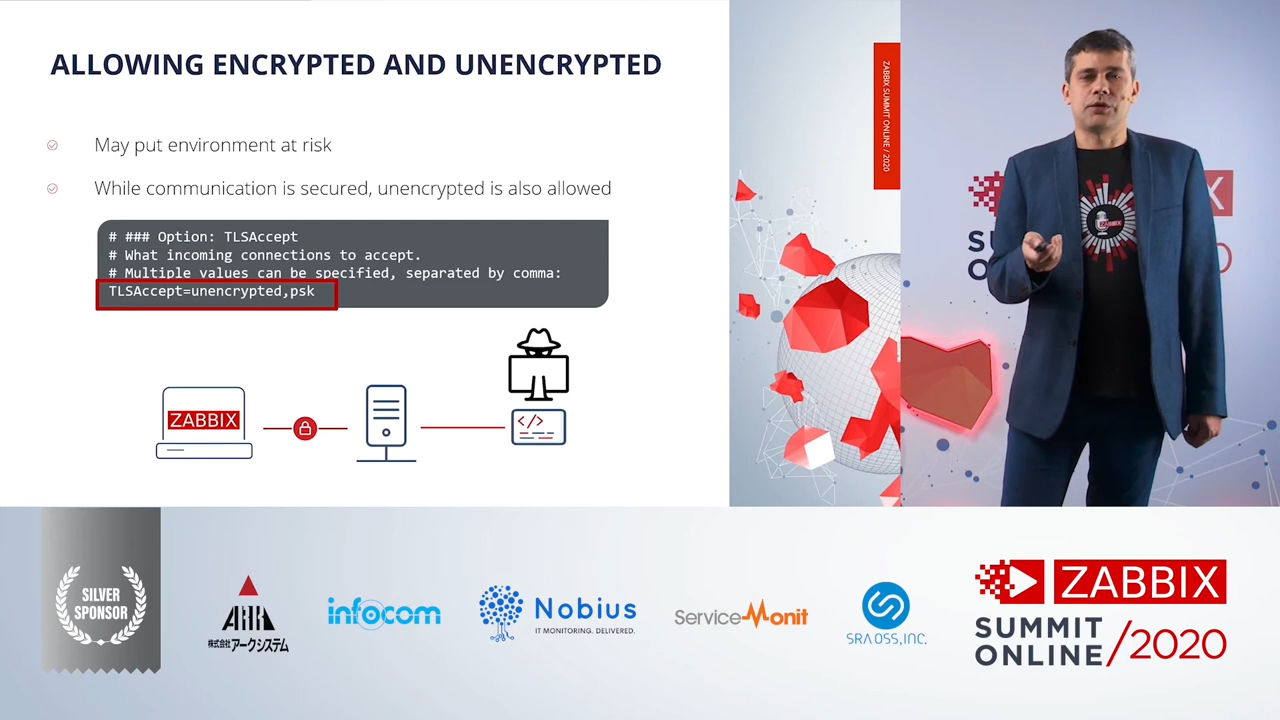 ALLOWING ENCRYPTED AND UNENCRYPTED
May put environment at risk
While communication is secured, unencrypted is also allowed
# ### Option: TLSAccept
# What incoming connections to accept.
# Multiple values can be specified, separated by comma:
TLSAccept=unencrypted,psk
ZABBIX
</>
ZABBIX SUMMIT ONLINE / 2020
ZABBIX
SILVER
SPONSOR
ARK
株式会社アークシステム
infocom
Nobius
IT MONITORING. DELIVERED.
ServiceMonit
SRA OSS, INC.
ZABBIX
SUMMIT
ONLINE/2020